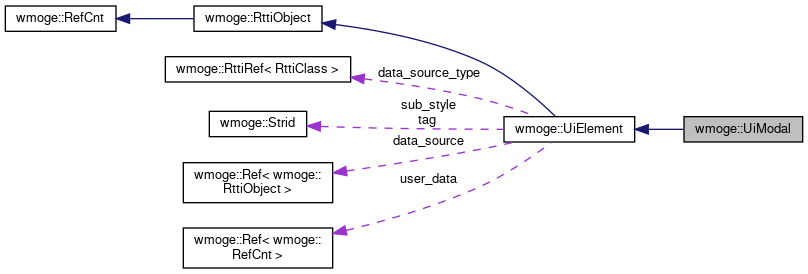 wmoge::RefCnt
wmoge::RttiObject
wmoge::RttiRef< RttiClass >
data_source_type
wmoge::Strid
sub_style
tag
wmoge::UiElement
wmoge::UiModal
data_source
wmoge::Ref< wmoge::
RttiObject >
user_data
wmoge::Ref< wmoge::
RefCnt >